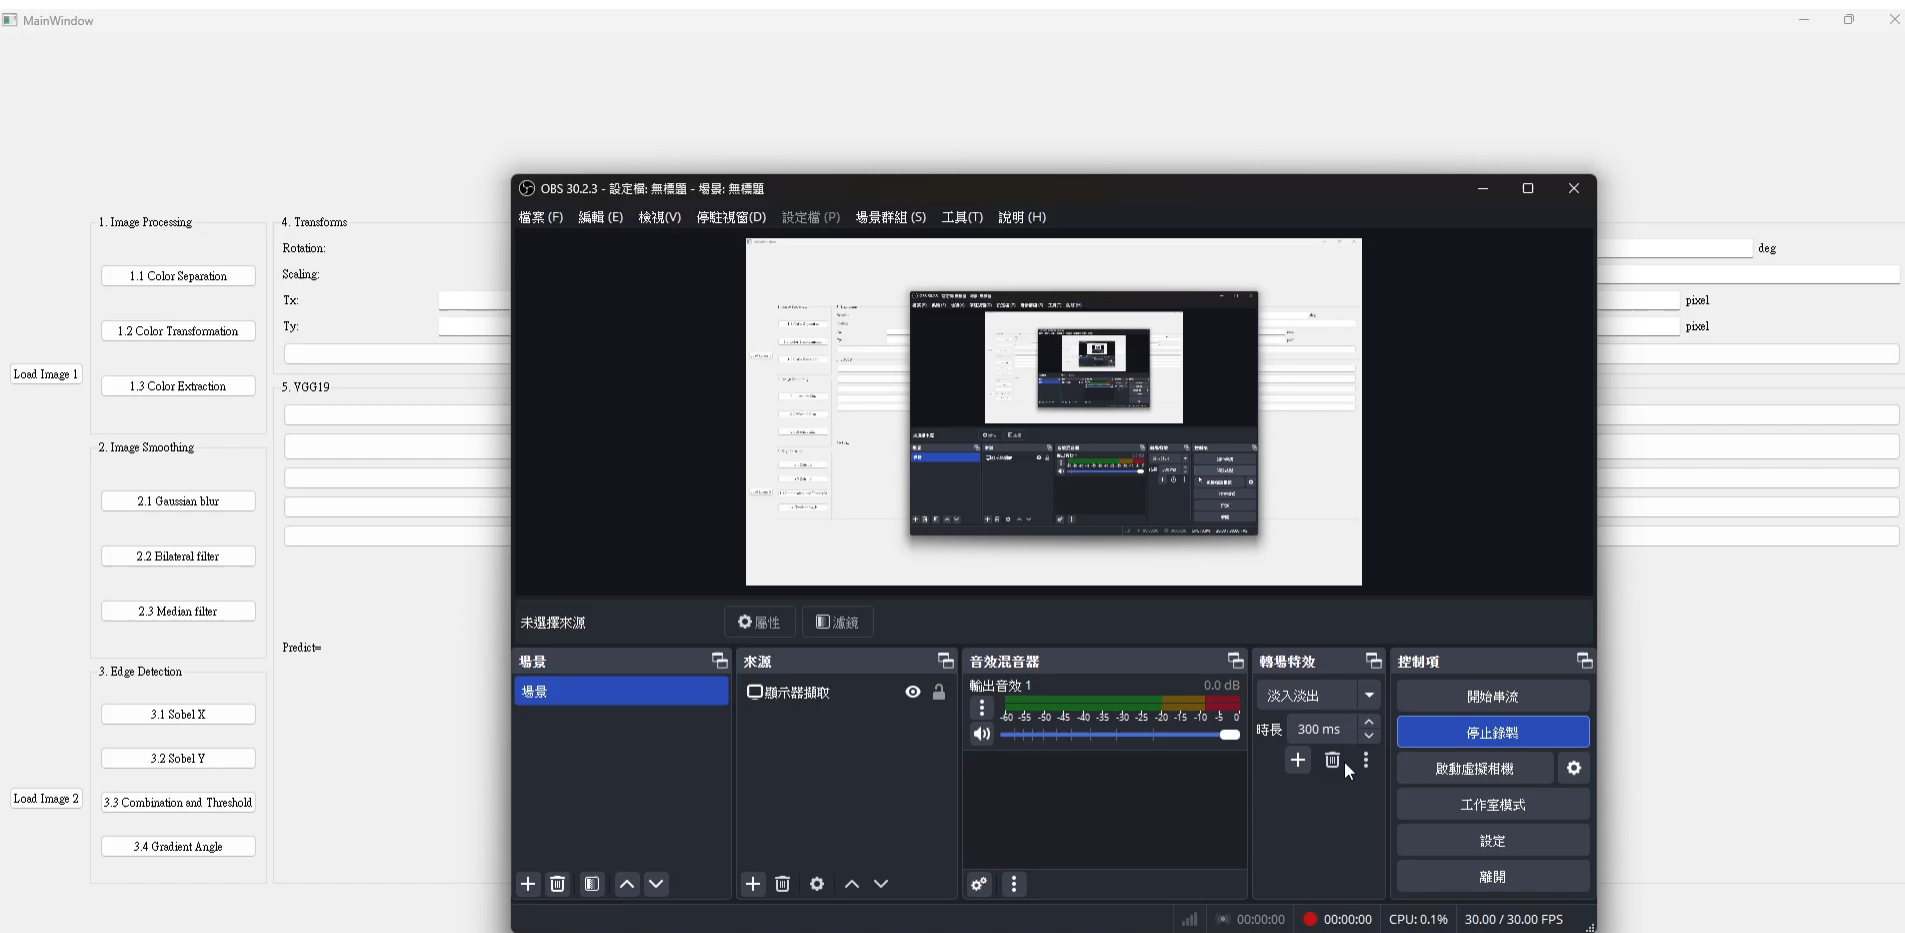 MainWindow
1. Image Processing
1.1 Color Separation
1.2 Color Transformation
1.3 Color Extraction
Load Image 1
2. Image Smoothing
2.1 Gaussian blur
2.2 Bilateral filter
2.3 Median filter
3. Edge Detection
3.1 Sobel X
3.2 Sobel Y
3.3 Combination and Threshold
3.4 Gradient Angle
Load Image 2
4. Transforms
Rotation:
deg
Scaling:
Tx:
pixel
Ty:
pixel
5. VGG19
Predict=
OBS 30.2.3 - 設定檔: 無標題 - 場景: 無標題
檔案 (F) 編輯 (E) 檢視(V) 停駐視窗(D) 設定檔 (P) 場景群組 (S) 工具(T) 說明 (H)
未選擇來源 屬性 濾鏡
場景
場景
來源
顯示器擷取
音效混音器
輸出音效 1 0.0 dB
-60 -55 -50 -45 -40 -35 -30 -25 -20 -15 -10 -5 0
轉場特效
淡入淡出
時長 300 ms
控制項
開始串流
停止錄製
啟動虛擬相機
工作室模式
設定
離開
00:00:00 00:00:00 CPU: 0.1% 30.00 / 30.00 FPS